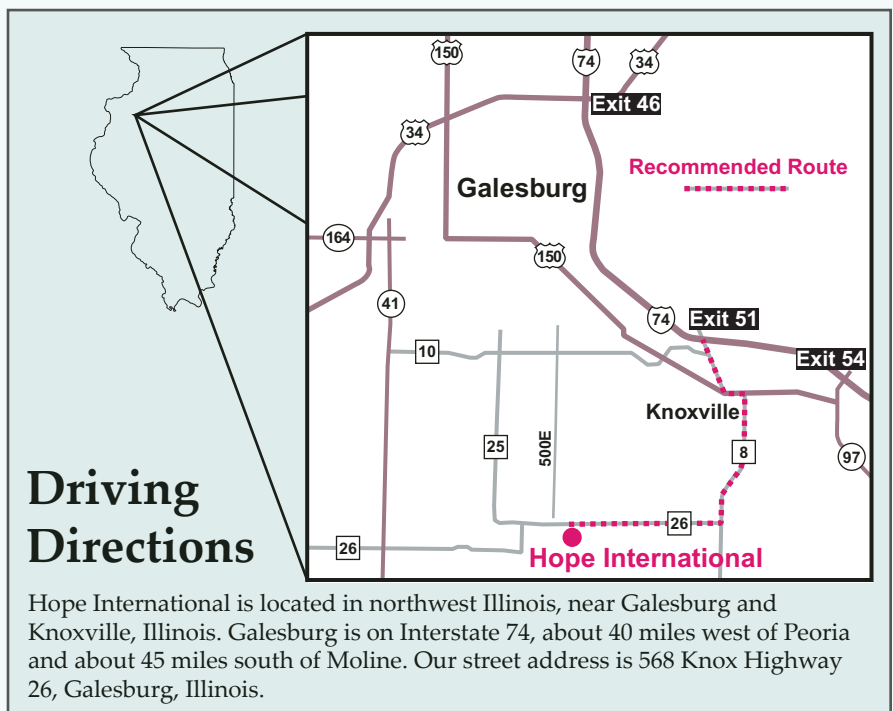 150
74
34
Exit 46
34
Recommended Route
Galesburg
164
150
41
74
Exit 51
10
Exit 54
Knoxville
25
500E
8
97
26
26
Hope International
Driving
Directions
Hope International is located in northwest Illinois, near Galesburg and
Knoxville, Illinois. Galesburg is on Interstate 74, about 40 miles west of Peoria
and about 45 miles south of Moline. Our street address is 568 Knox Highway
26, Galesburg, Illinois.